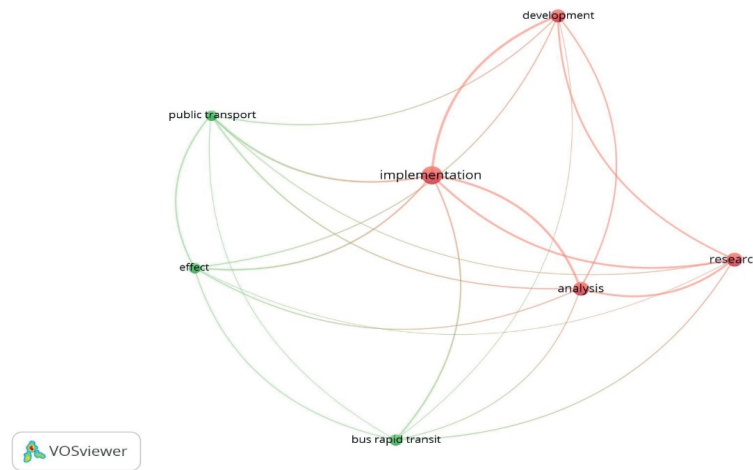 development
public transport
implementation
researc
effect
analysis
bus rapid transit
VOSviewer